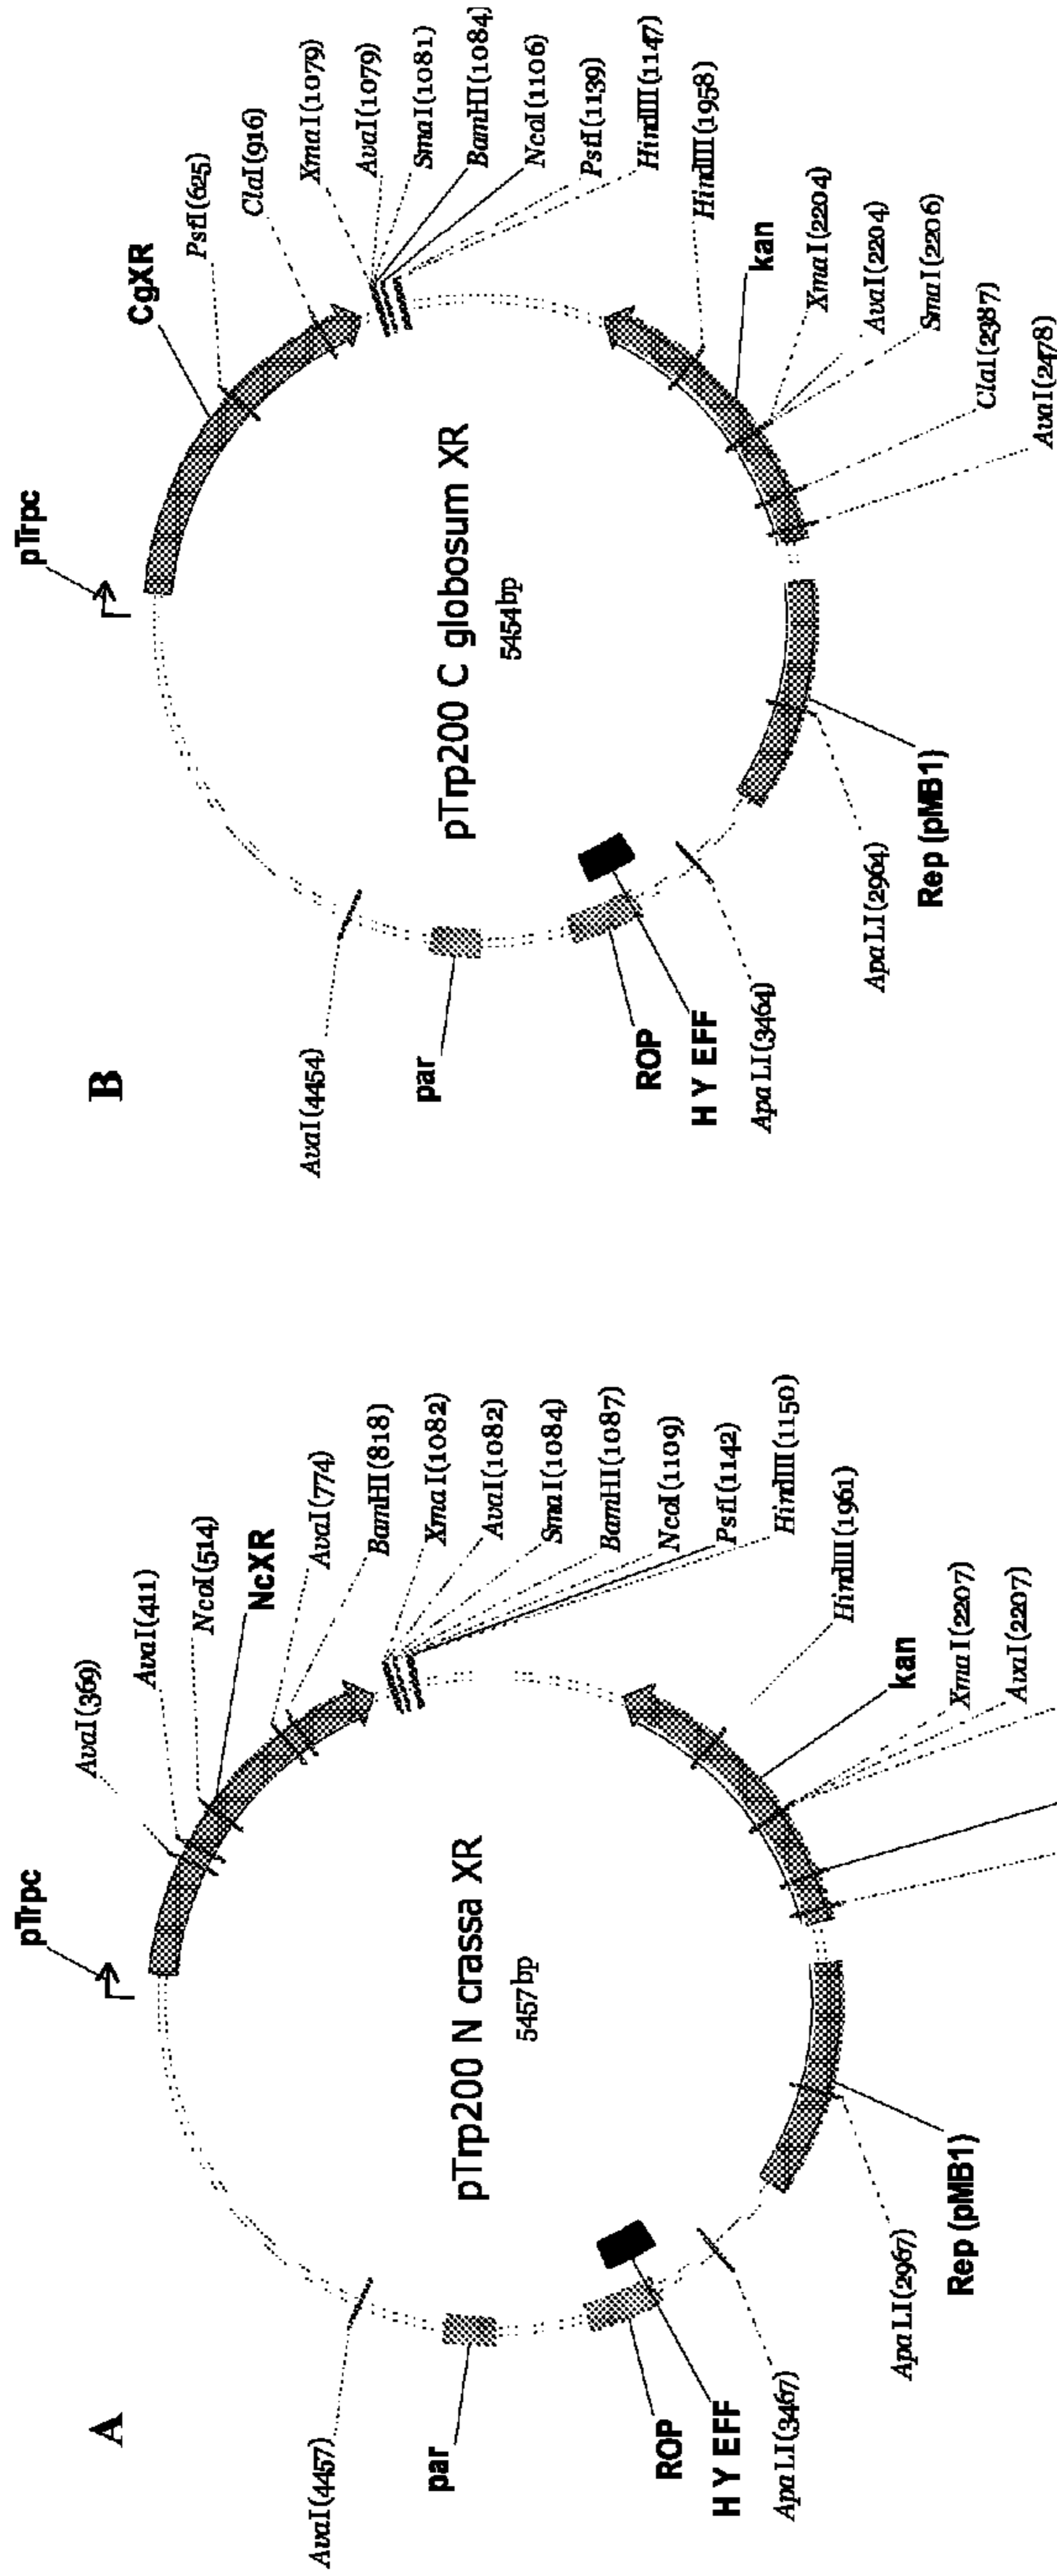 A
pTrpc
AvaI(369)
AvaI(411)
NcoI(514)
NcXR
AvaI(774)
BamHI(818)
XmaI(1082)
AvaI(1082)
SmaI(1084)
BamHI(1087)
NcoI(1109)
PstI(1142)
HindIII(1150)
HindIII(1961)
kan
XmaI(2207)
AvaI(2207)
Rep (pMB1)
ApaLI(2967)
ApaLI(3467)
H Y EFF
ROP
par
AvaI(4457)
pTrp200 N crassa XR
5457bp
B
pTrpc
CgXR
PstI(625)
ClaI(916)
XmaI(1079)
AvaI(1079)
SmaI(1081)
BamHI(1084)
NcoI(1106)
PstI(1139)
HindIII(1147)
HindIII(1958)
kan
XmaI(2204)
AvaI(2204)
SmaI(2206)
ClaI(2387)
AvaI(2478)
Rep (pMB1)
ApaLI(2964)
ApaLI(3464)
H Y EFF
ROP
par
AvaI(4454)
pTrp200 C globosum XR
5454bp